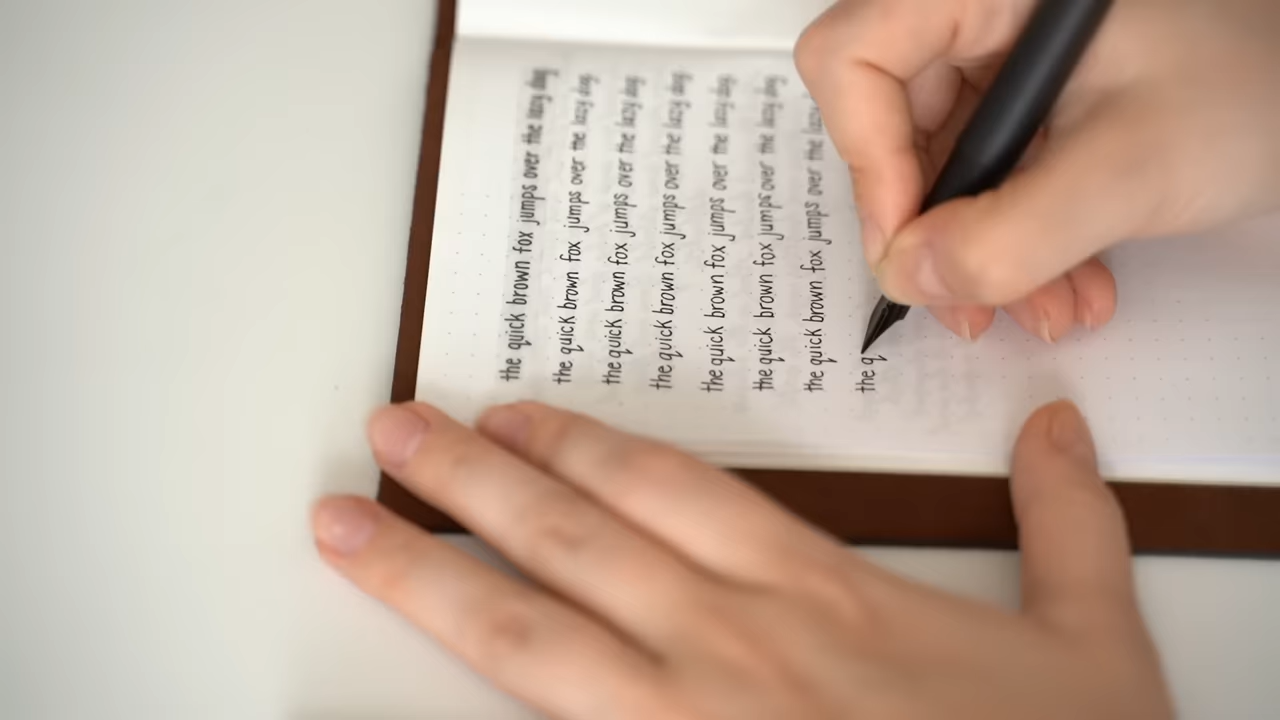 the quick brown fox jumps over the lazy dog
the quick brown fox jumps over the lazy dog
the quick brown fox jumps over the lazy dog
the quick brown fox jumps over the lazy dog
the quick brown fox jumps over the lazy dog
the quick brown fox jumps over the lazy dog
the quick brown fox jumps over the lazy
the q